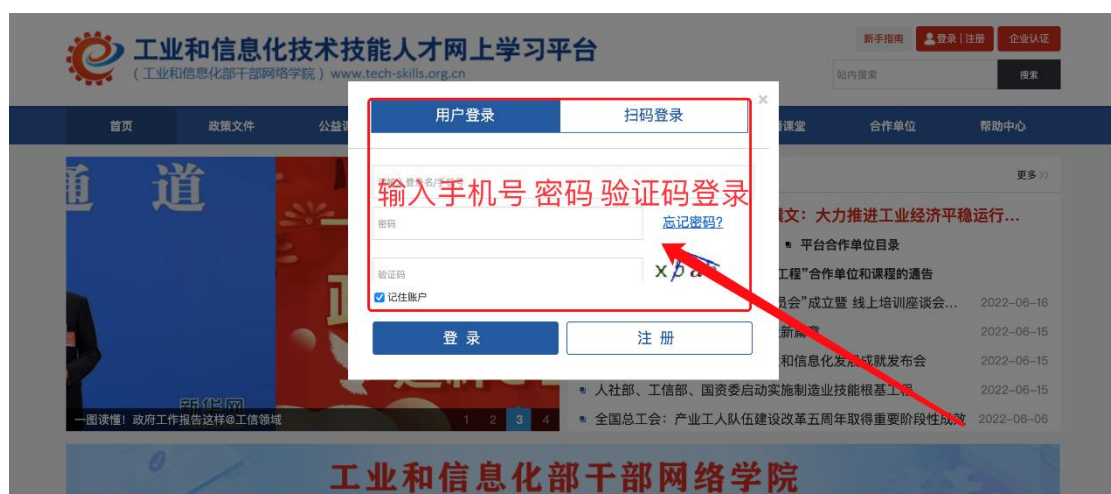 新手指南 登录 | 注册 企业认证
工业和信息化技术技能人才网上学习平台
(工业和信息化部干部网络学院) www.tech-skills.org.cn
站内搜索 搜索
首页 政策文件 公益 课堂 合作单位 帮助中心
用户登录 扫码登录 ×
输入手机号 密码 验证码登录
密码 忘记密码?
验证码
记住账户
登 录 注 册
通 道
更多>>
文：大力推进工业经济平稳运行...
平台合作单位目录
工程”合作单位和课程的通告
员会”成立暨 线上培训座谈会... 2022-06-16
2022-06-15
和信息化发展成就发布会 2022-06-15
人社部、工信部、国资委启动实施制造业技能根基工程 2022-06-15
全国总工会：产业工人队伍建设改革五周年取得重要阶段性成效 2022-06-06
新华网
一图读懂！政府工作报告这样@工信领域 1 2 3 4
工业和信息化部干部网络学院